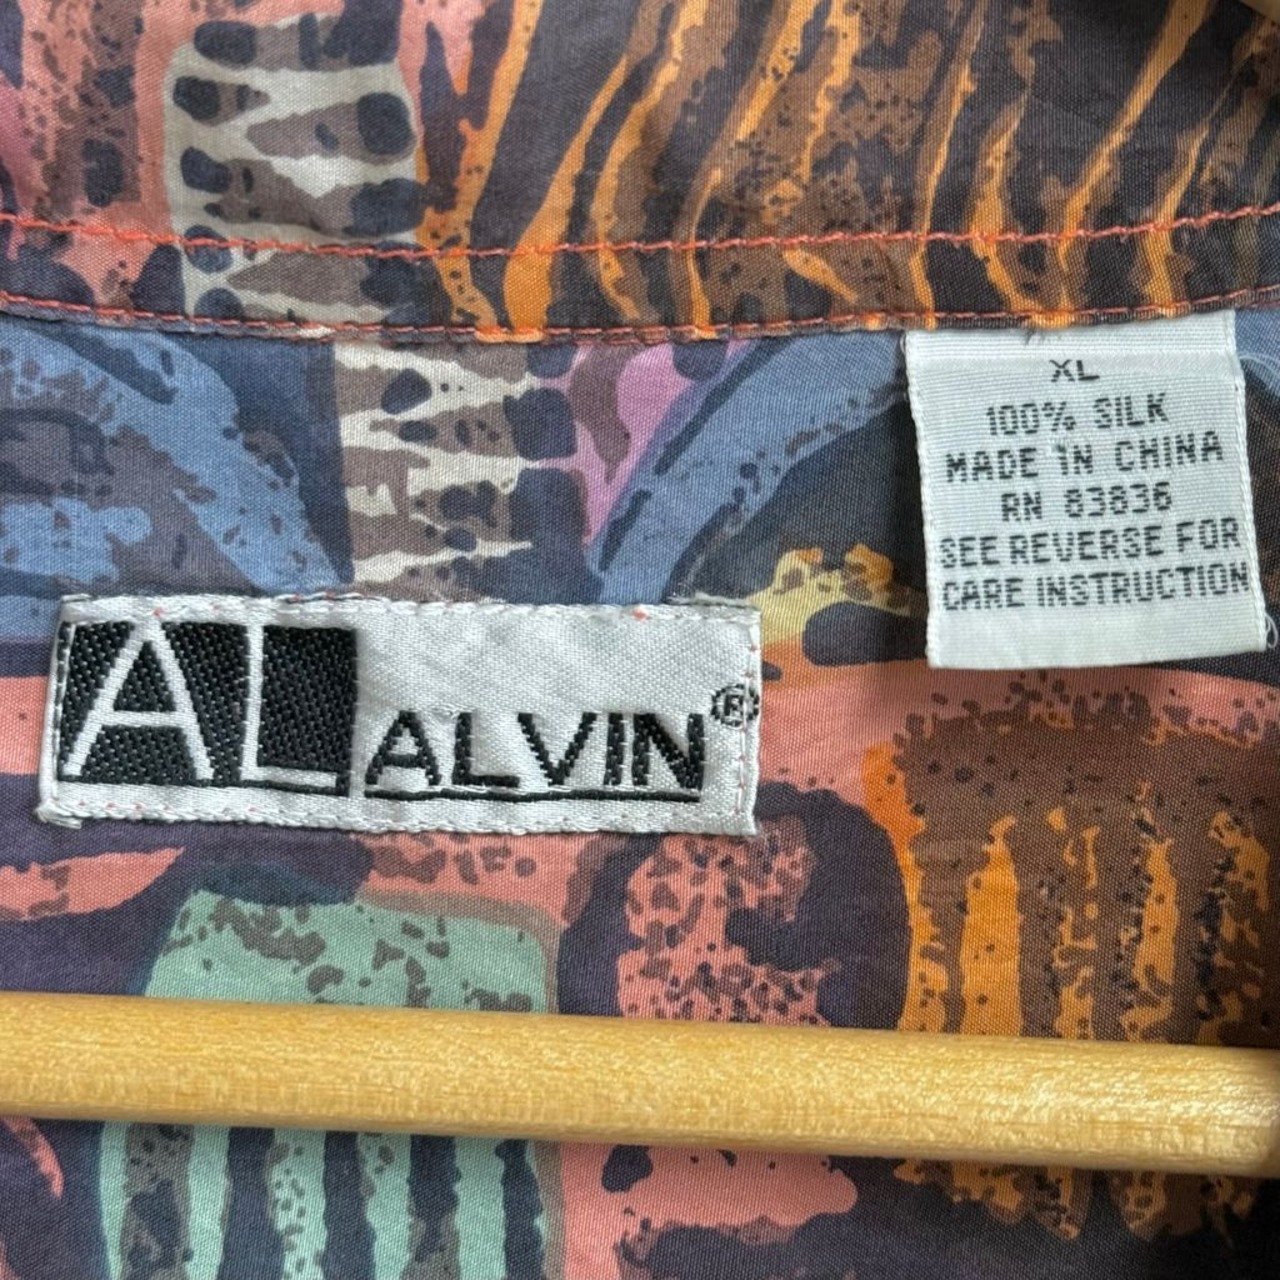 XL
100% SILK
MADE IN CHINA
RN 83836
SEE REVERSE FOR
CARE INSTRUCTION
AL ALVIN®